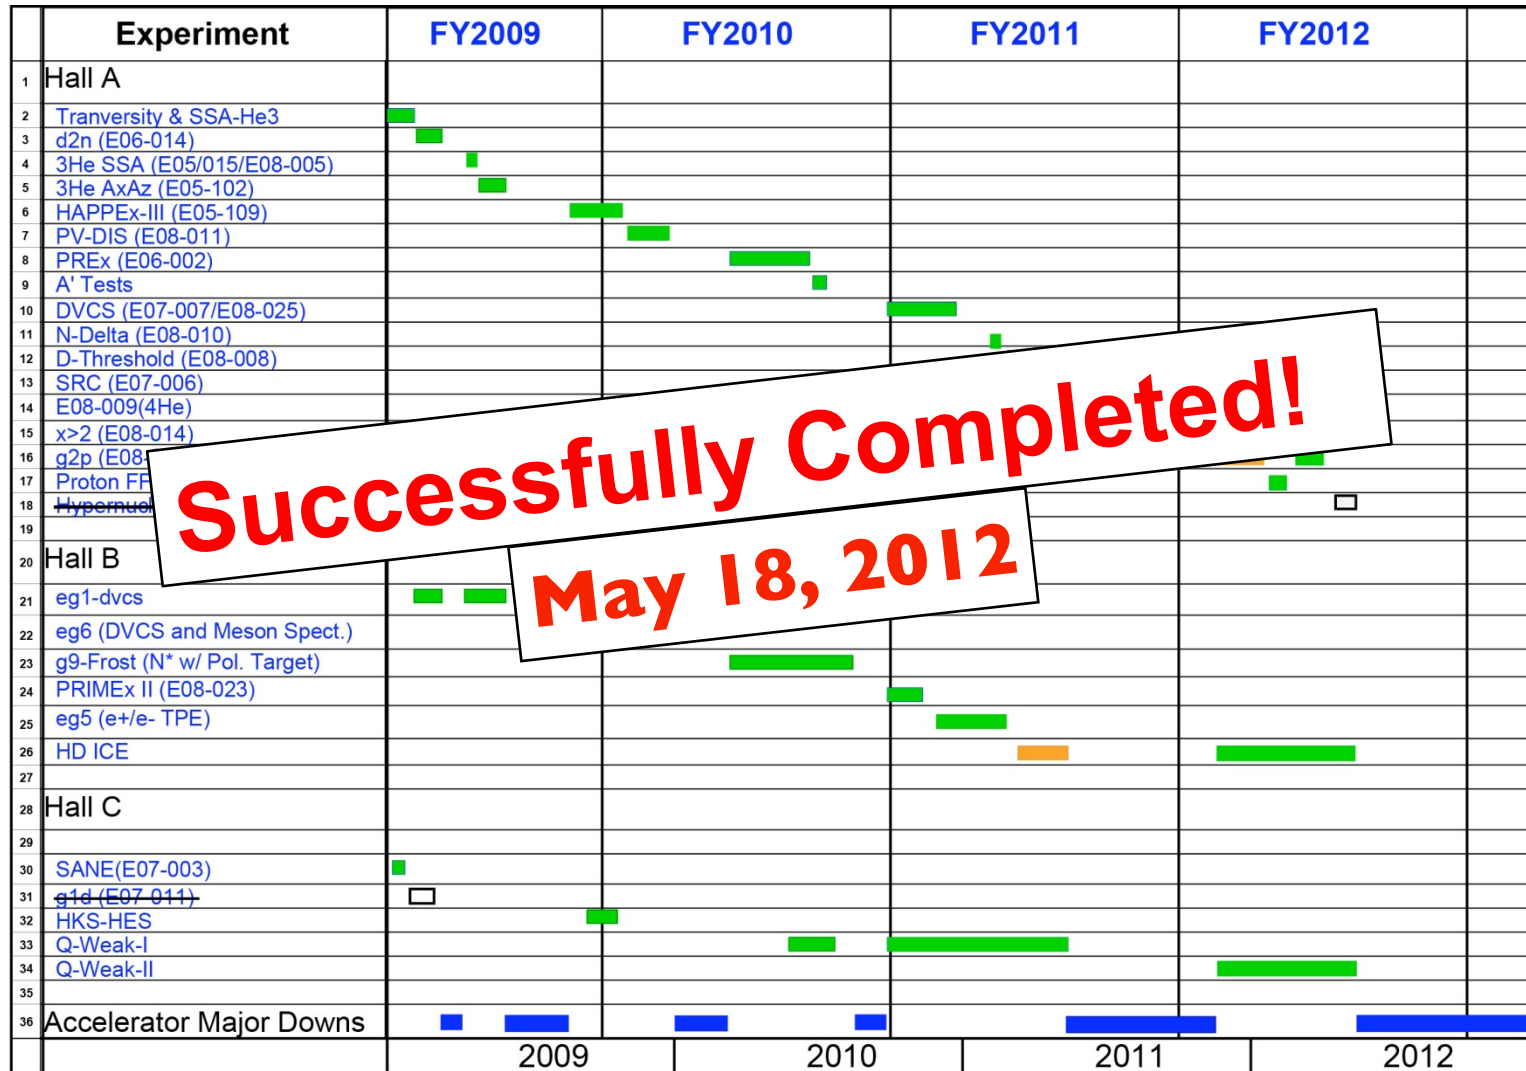 Experiment FY2009 FY2010 FY2011 FY2012
1 Hall A
2 Tranversity & SSA-He3
3 d2n (E06-014)
4 3He SSA (E05/015/E08-005)
5 3He AxAz (E05-102)
6 HAPPEx-III (E05-109)
7 PV-DIS (E08-011)
8 PREx (E06-002)
9 A' Tests
10 DVCS (E07-007/E08-025)
11 N-Delta (E08-010)
12 D-Threshold (E08-008)
13 SRC (E07-006)
14 E08-009(4He)
15 x>2 (E08-014)
16 g2p (E08-
17 Proton FF
18
19
Successfully Completed!
May 18, 2012
20 Hall B
21 eg1-dvcs
22 eg6 (DVCS and Meson Spect.)
23 g9-Frost (N* w/ Pol. Target)
24 PRIMEx II (E08-023)
25 eg5 (e+/e- TPE)
26 HD ICE
27
28 Hall C
29
30 SANE(E07-003)
31 g1d (E07-011)
32 HKS-HES
33 Q-Weak-I
34 Q-Weak-II
35
36 Accelerator Major Downs
2009 2010 2011 2012